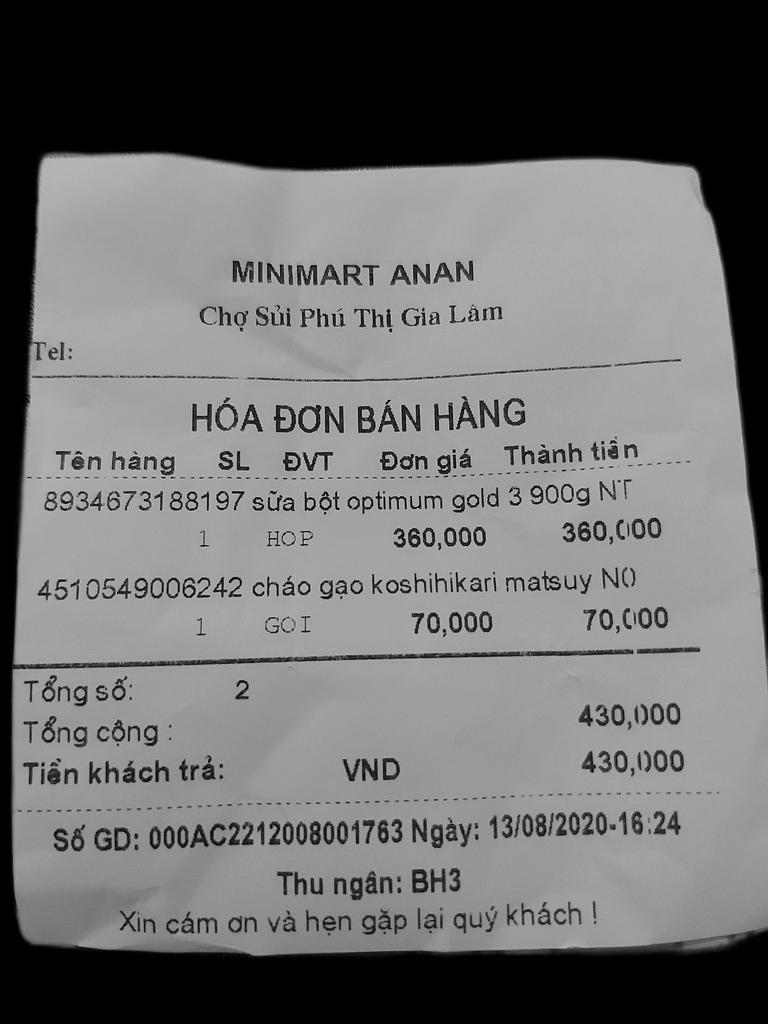 MINIMART ANAN
Chợ Sủi Phú Thị Gia Lâm
Tel:
HÓA ĐƠN BÁN HÀNG
Tên hàng SL ĐVT Đơn giá Thành tiền
8934673188197 sữa bột optimum gold 3 900g NT
1 HOP 360,000 360,000
4510549006242 cháo gạo koshihikari matsuy NO
1 GOI 70,000 70,000
Tổng số: 2
Tổng cộng : 430,000
Tiền khách trả: VND 430,000
Số GD: 000AC2212008001763 Ngày: 13/08/2020-16:24
Thu ngân: BH3
Xin cám ơn và hẹn gặp lại quý khách !